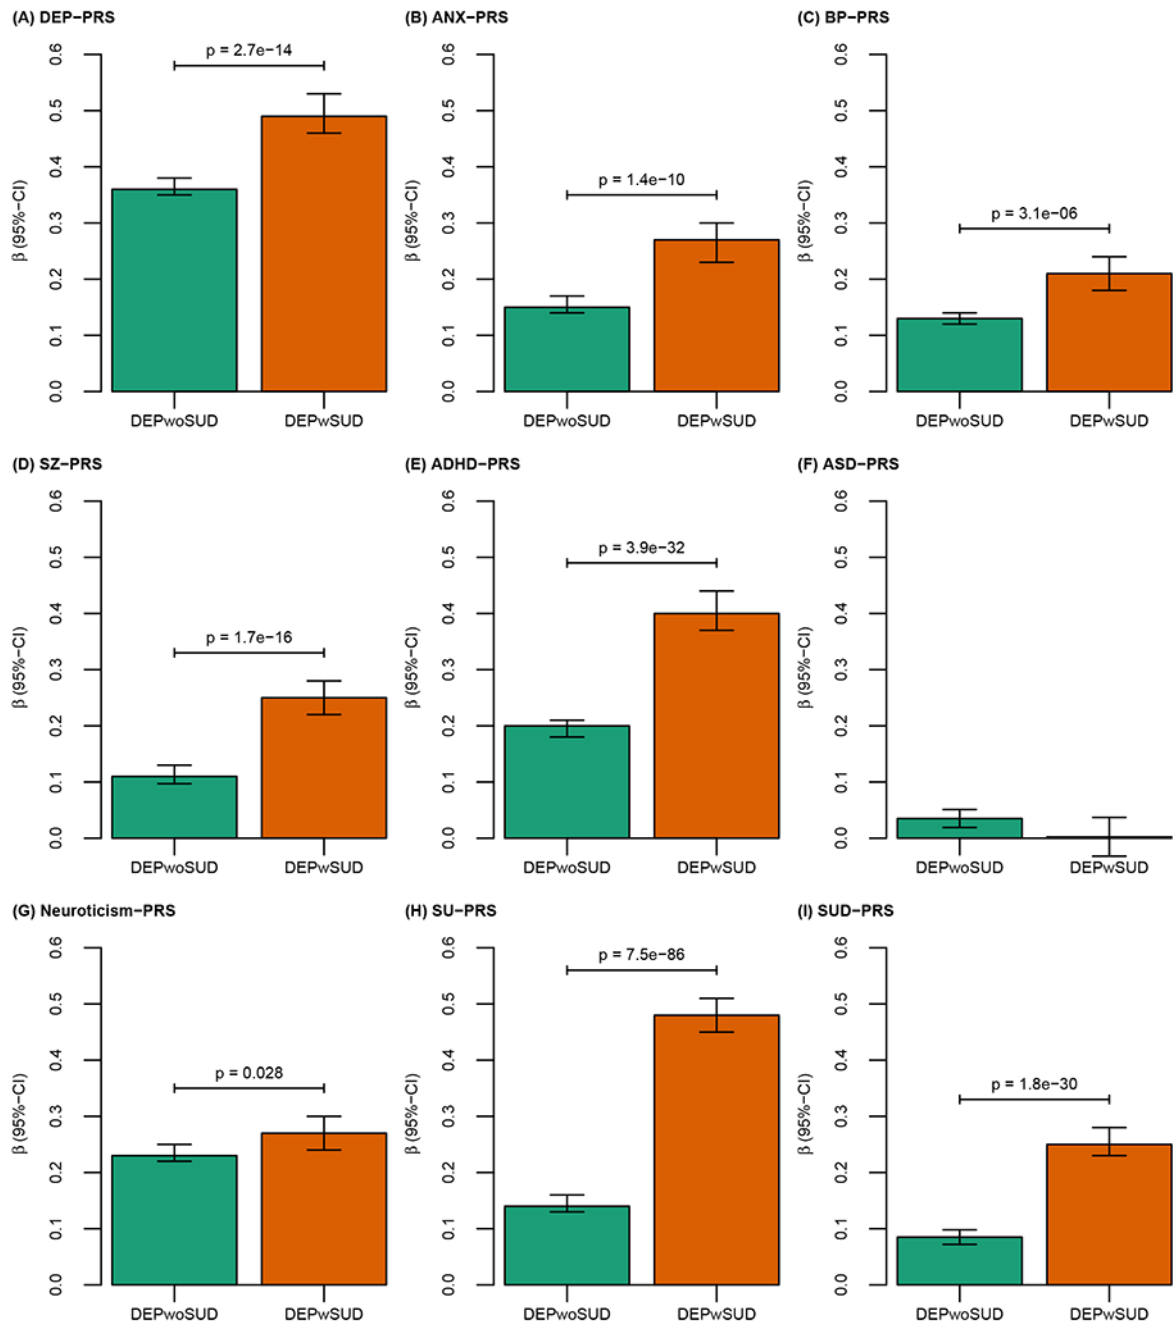 (A) DEP−PRS
(B) ANX−PRS
(C) BP−PRS
β (95%−CI)
0.0 0.1 0.2 0.3 0.4 0.5 0.6
p = 2.7e−14
DEPwoSUD DEPwSUD
β (95%−CI)
0.0 0.1 0.2 0.3 0.4 0.5 0.6
p = 1.4e−10
DEPwoSUD DEPwSUD
β (95%−CI)
0.0 0.1 0.2 0.3 0.4 0.5 0.6
p = 3.1e−06
DEPwoSUD DEPwSUD
(D) SZ−PRS
(E) ADHD−PRS
(F) ASD−PRS
β (95%−CI)
0.0 0.1 0.2 0.3 0.4 0.5 0.6
p = 1.7e−16
DEPwoSUD DEPwSUD
β (95%−CI)
0.0 0.1 0.2 0.3 0.4 0.5 0.6
p = 3.9e−32
DEPwoSUD DEPwSUD
β (95%−CI)
0.0 0.1 0.2 0.3 0.4 0.5 0.6
DEPwoSUD DEPwSUD
(G) Neuroticism−PRS
(H) SU−PRS
(I) SUD−PRS
β (95%−CI)
0.0 0.1 0.2 0.3 0.4 0.5 0.6
p = 0.028
DEPwoSUD DEPwSUD
β (95%−CI)
0.0 0.1 0.2 0.3 0.4 0.5 0.6
p = 7.5e−86
DEPwoSUD DEPwSUD
β (95%−CI)
0.0 0.1 0.2 0.3 0.4 0.5 0.6
p = 1.8e−30
DEPwoSUD DEPwSUD